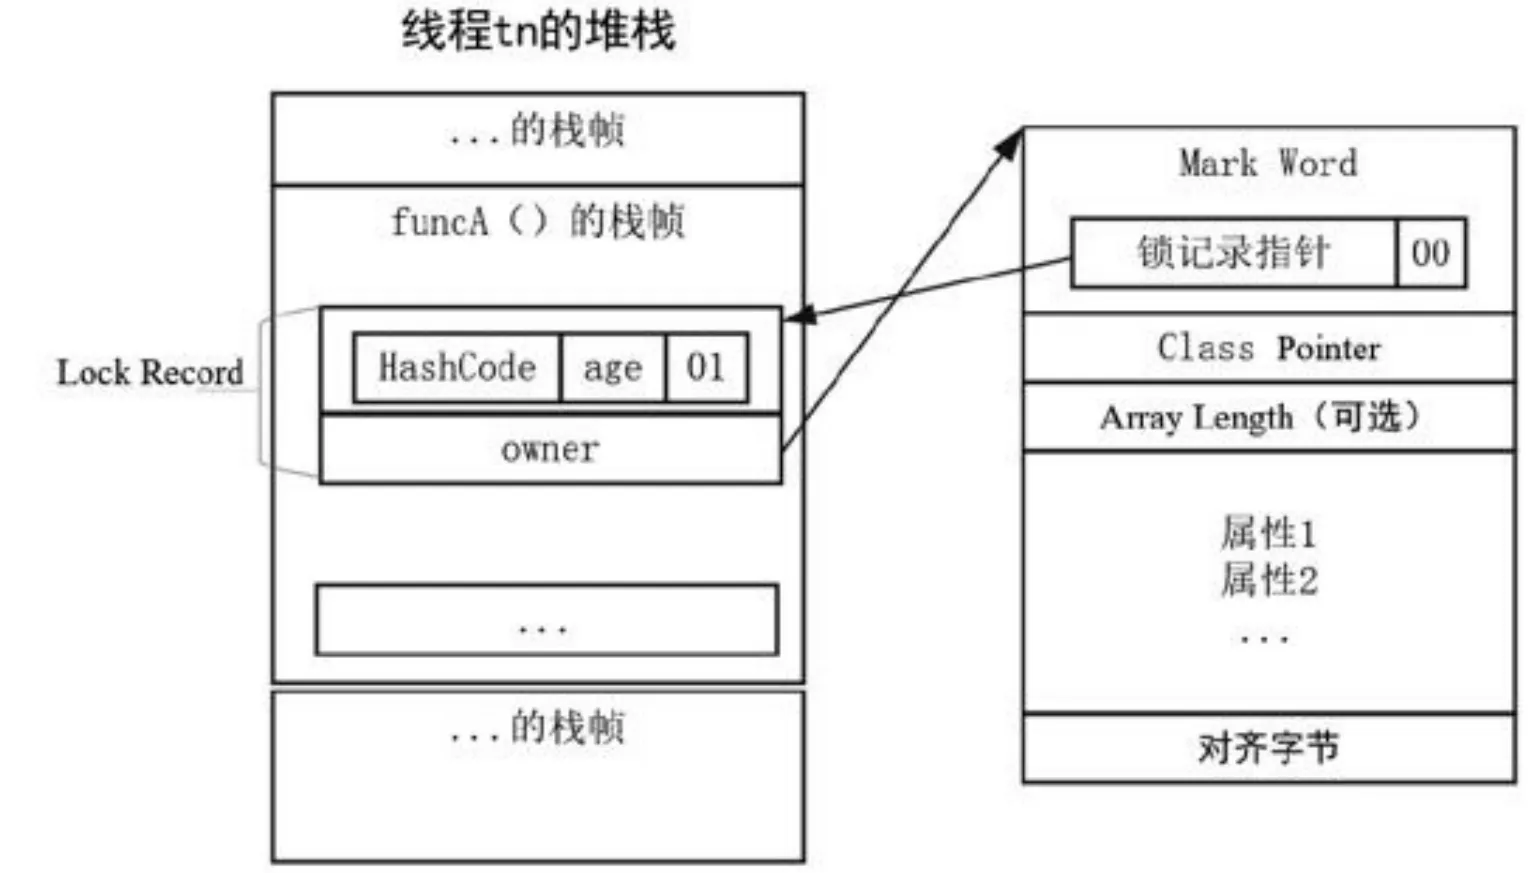 线程tn的堆栈
...的栈帧
funcA（）的栈帧
Lock Record
HashCode
age
01
owner
...
...的栈帧
Mark Word
锁记录指针
00
Class Pointer
Array Length（可选）
属性1
属性2
...
对齐字节